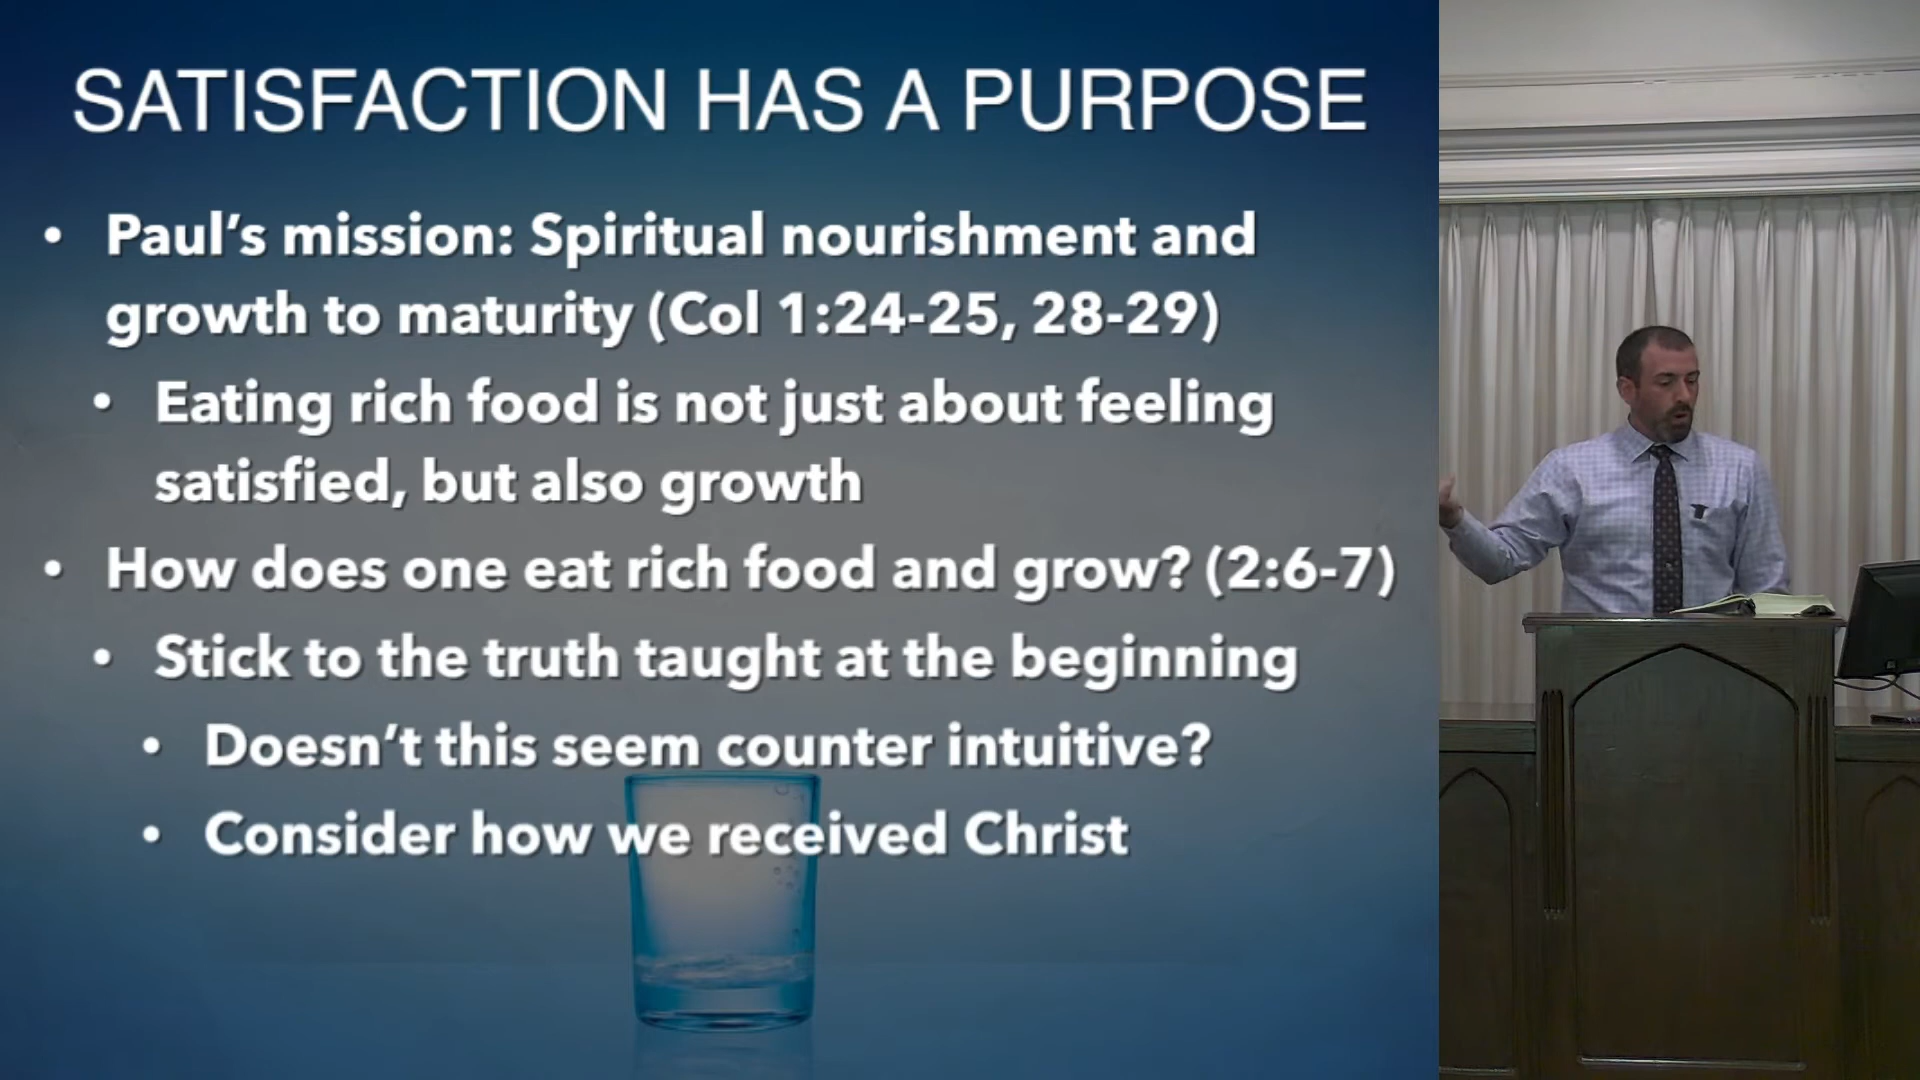 SATISFACTION HAS A PURPOSE
• Paul's mission: Spiritual nourishment and
growth to maturity (Col 1:24-25, 28-29)
• Eating rich food is not just about feeling
satisfied, but also growth
• How does one eat rich food and grow? (2:6-7)
• Stick to the truth taught at the beginning
• Doesn't this seem counter intuitive?
• Consider how we received Christ